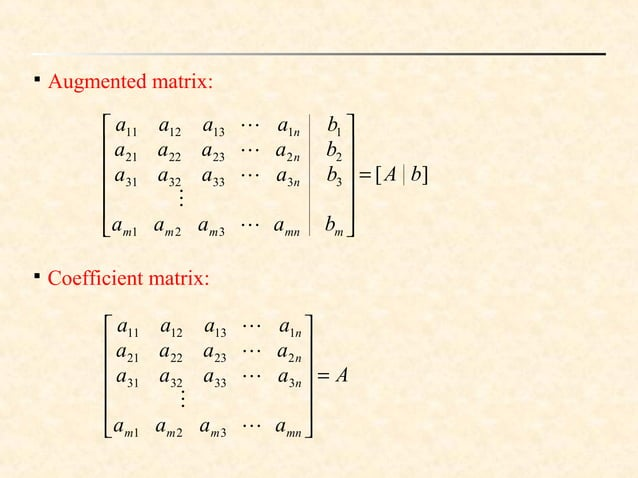 ▪ Augmented matrix:
[ a₁₁ a₁₂ a₁₃ ⋯ a₁ₙ | b₁ ]
[ a₂₁ a₂₂ a₂₃ ⋯ a₂ₙ | b₂ ]
[ a₃₁ a₃₂ a₃₃ ⋯ a₃ₙ | b₃ ] = [ A | b ]
⋮
[ aₘ₁ aₘ₂ aₘ₃ ⋯ aₘₙ | bₘ ]
▪ Coefficient matrix:
[ a₁₁ a₁₂ a₁₃ ⋯ a₁ₙ ]
[ a₂₁ a₂₂ a₂₃ ⋯ a₂ₙ ]
[ a₃₁ a₃₂ a₃₃ ⋯ a₃ₙ ] = A
⋮
[ aₘ₁ aₘ₂ aₘ₃ ⋯ aₘₙ ]